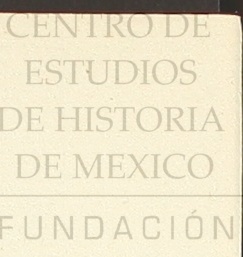 CENTRO DE
ESTUDIOS
DE HISTORIA
DE MEXICO
FUNDACIÓN